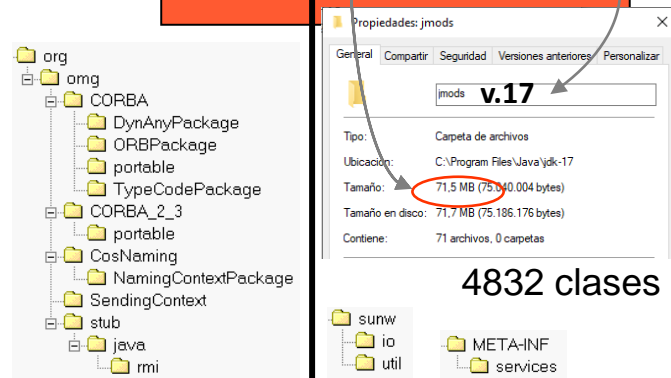 org
omg
CORBA
DynAnyPackage
ORBPackage
portable
TypeCodePackage
CORBA_2_3
portable
CosNaming
NamingContextPackage
SendingContext
stub
java
rmi
Propiedades: jmods
General Compartir Seguridad Versiones anteriores Personalizar
jmods v.17
Tipo: Carpeta de archivos
Ubicación: C:\Program Files\Java\jdk-17
Tamaño: 71,5 MB (75.040.004 bytes)
Tamaño en disco: 71,7 MB (75.186.176 bytes)
Contiene: 71 archivos, 0 carpetas
4832 clases
sunw
io
util
META-INF
services